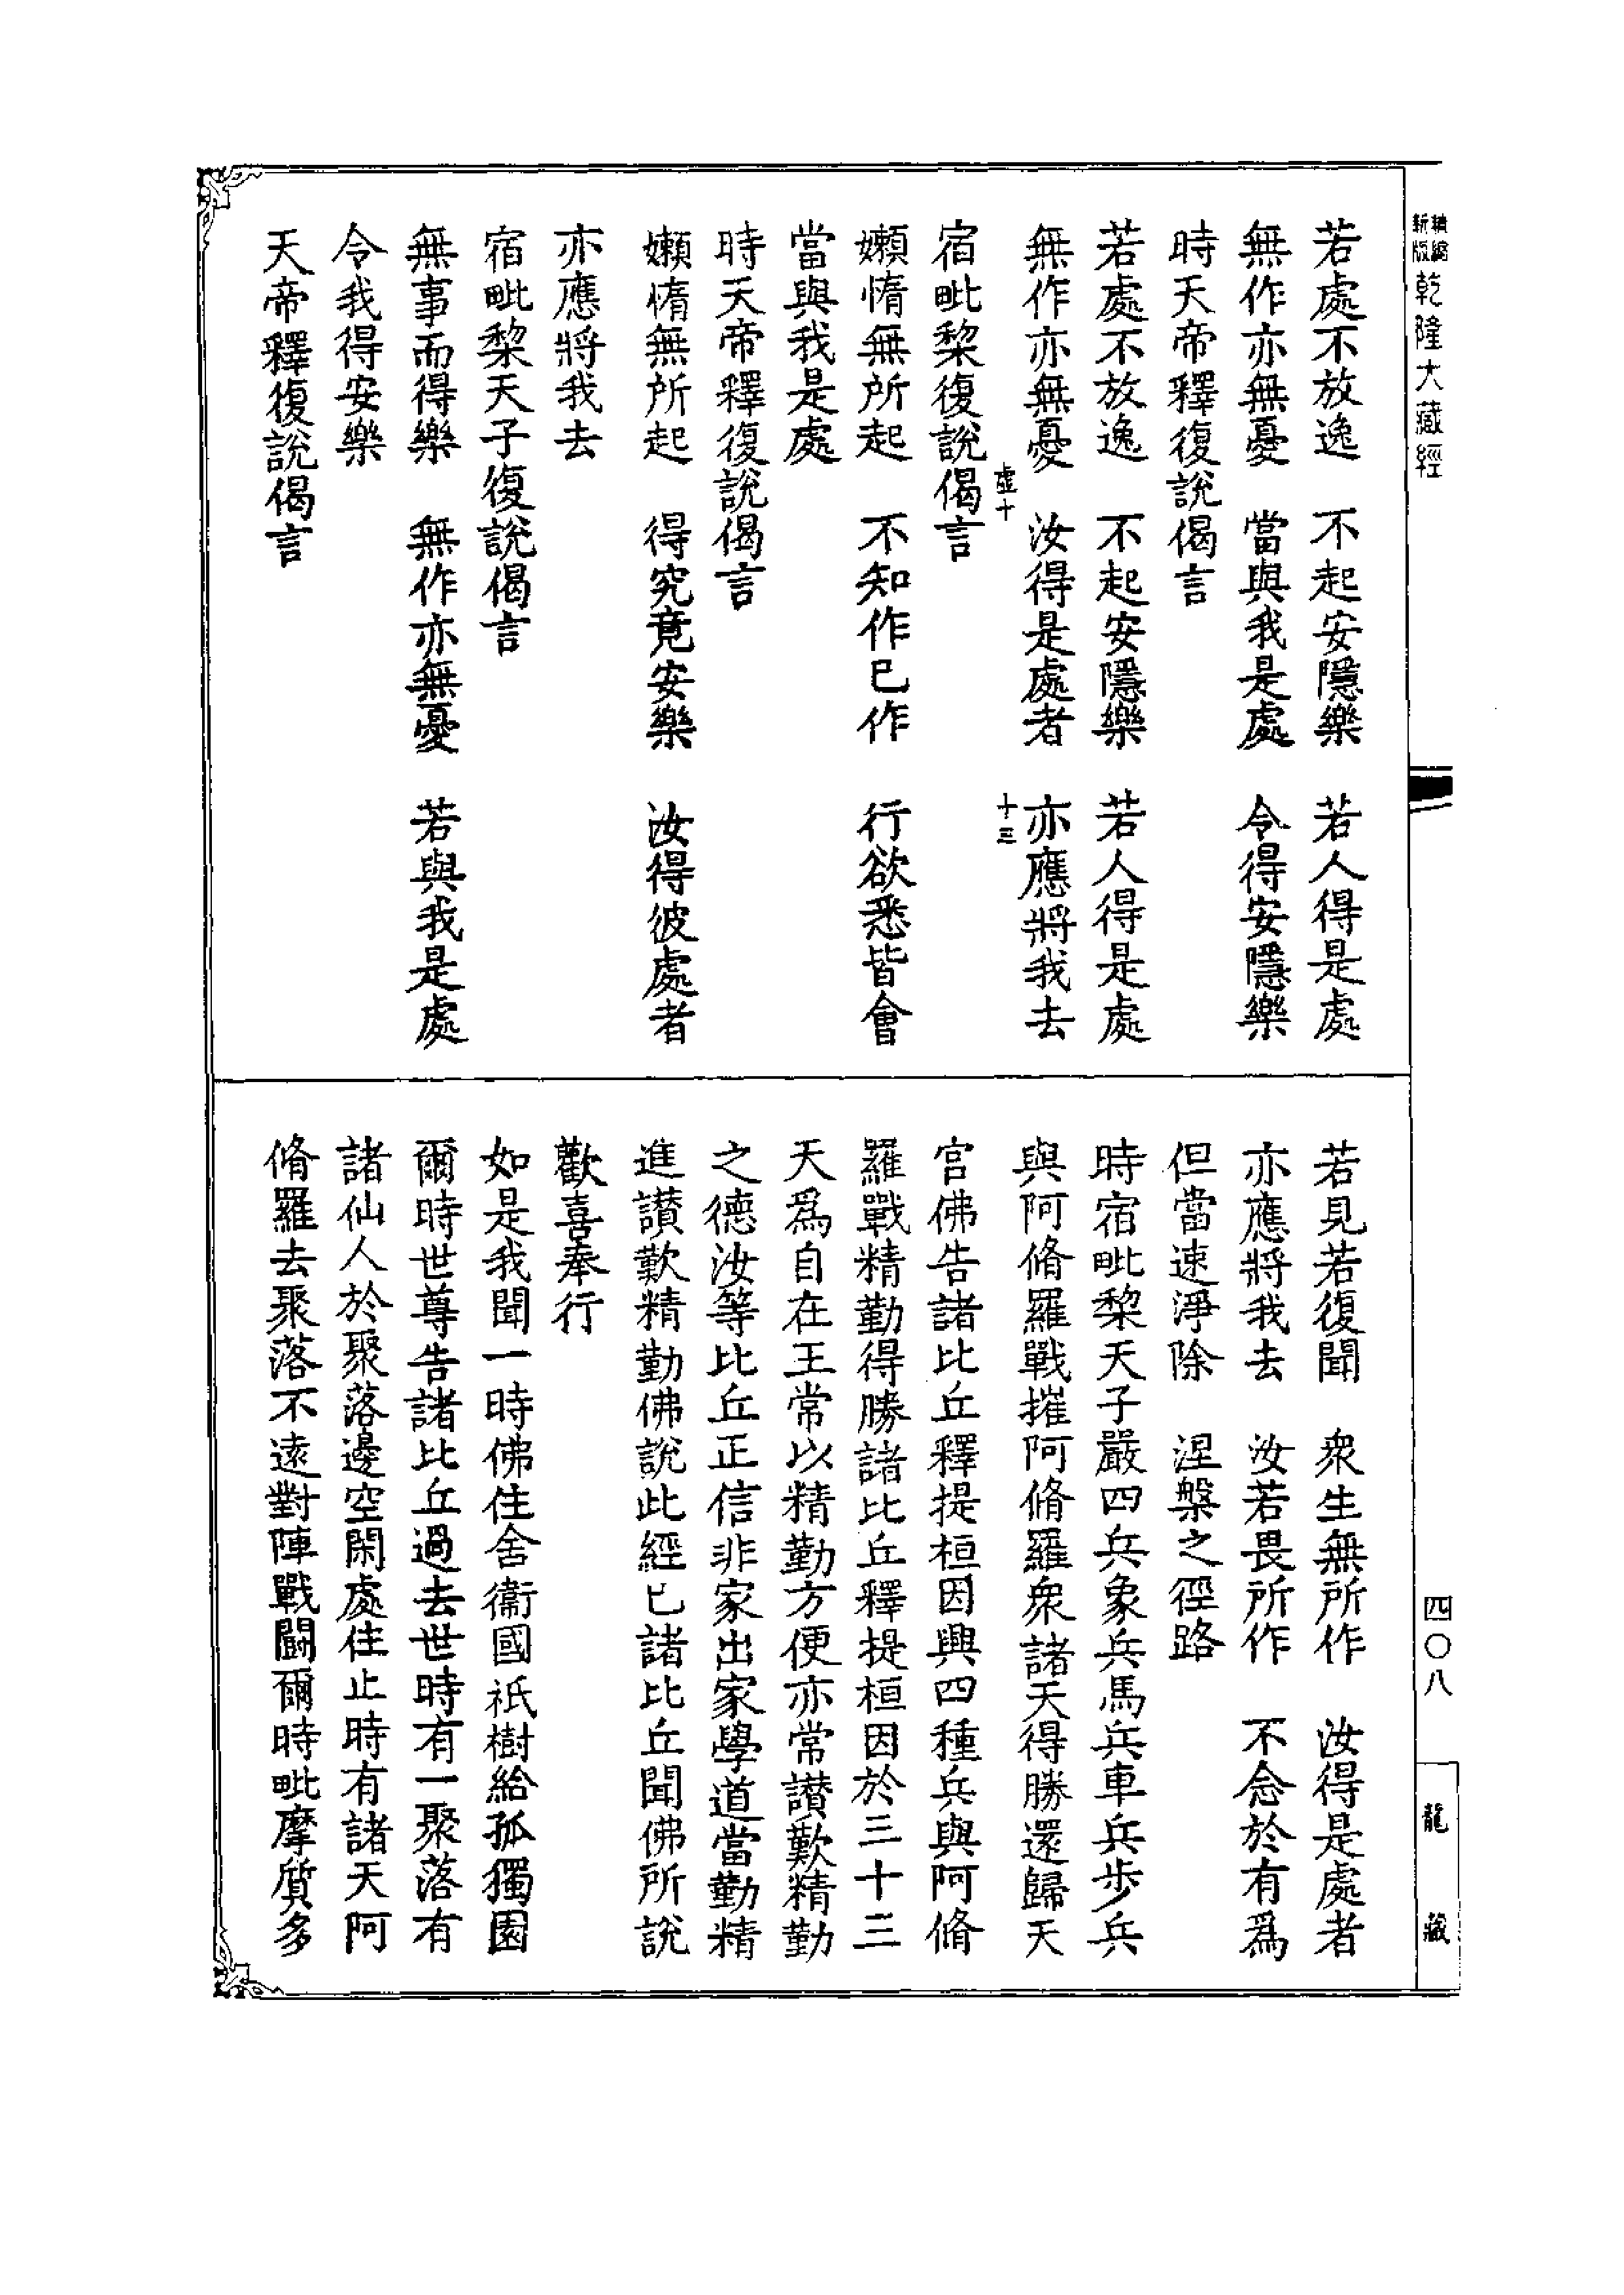 精縮新版乾隆大藏經
若處不放逸　不起安隱樂　若人得是處
無作亦無憂　當與我是處　令得安隱樂
時天帝釋復說偈言
若處不放逸　不起安隱樂　若人得是處
無作亦無憂　汝得是處者　亦應將我去
虛十　十三
宿毗棃復說偈言
嬾惰無所起　不知作已作　行欲悉皆會
當與我是處
時天帝釋復說偈言
嬾惰無所起　得究竟安樂　汝得彼處者
亦應將我去
宿毗棃天子復說偈言
無事而得樂　無作亦無憂　若與我是處
令我得安樂
天帝釋復說偈言
若見若復聞　衆生無所作　汝得是處者
亦應將我去　汝若畏所作　不念於有爲
但當速淨除　涅槃之徑路
時宿毗棃天子嚴四兵象兵馬兵車兵步兵
與阿脩羅戰摧阿脩羅衆諸天得勝還歸天
宮佛告諸比丘釋提桓因興四種兵與阿脩
羅戰精勤得勝諸比丘釋提桓因於三十三
天爲自在王常以精勤方便亦常讃歎精勤
之德汝等比丘正信非家出家學道當勤精
進讃歎精勤佛說此經已諸比丘聞佛所說
歡喜奉行
如是我聞一時佛住舍衞國祇樹給孤獨園
爾時世尊告諸比丘過去世時有一聚落有
諸仙人於聚落邊空閑處住止時有諸天阿
脩羅去聚落不遠對陣戰鬭爾時毗摩質多
四〇八
龍藏